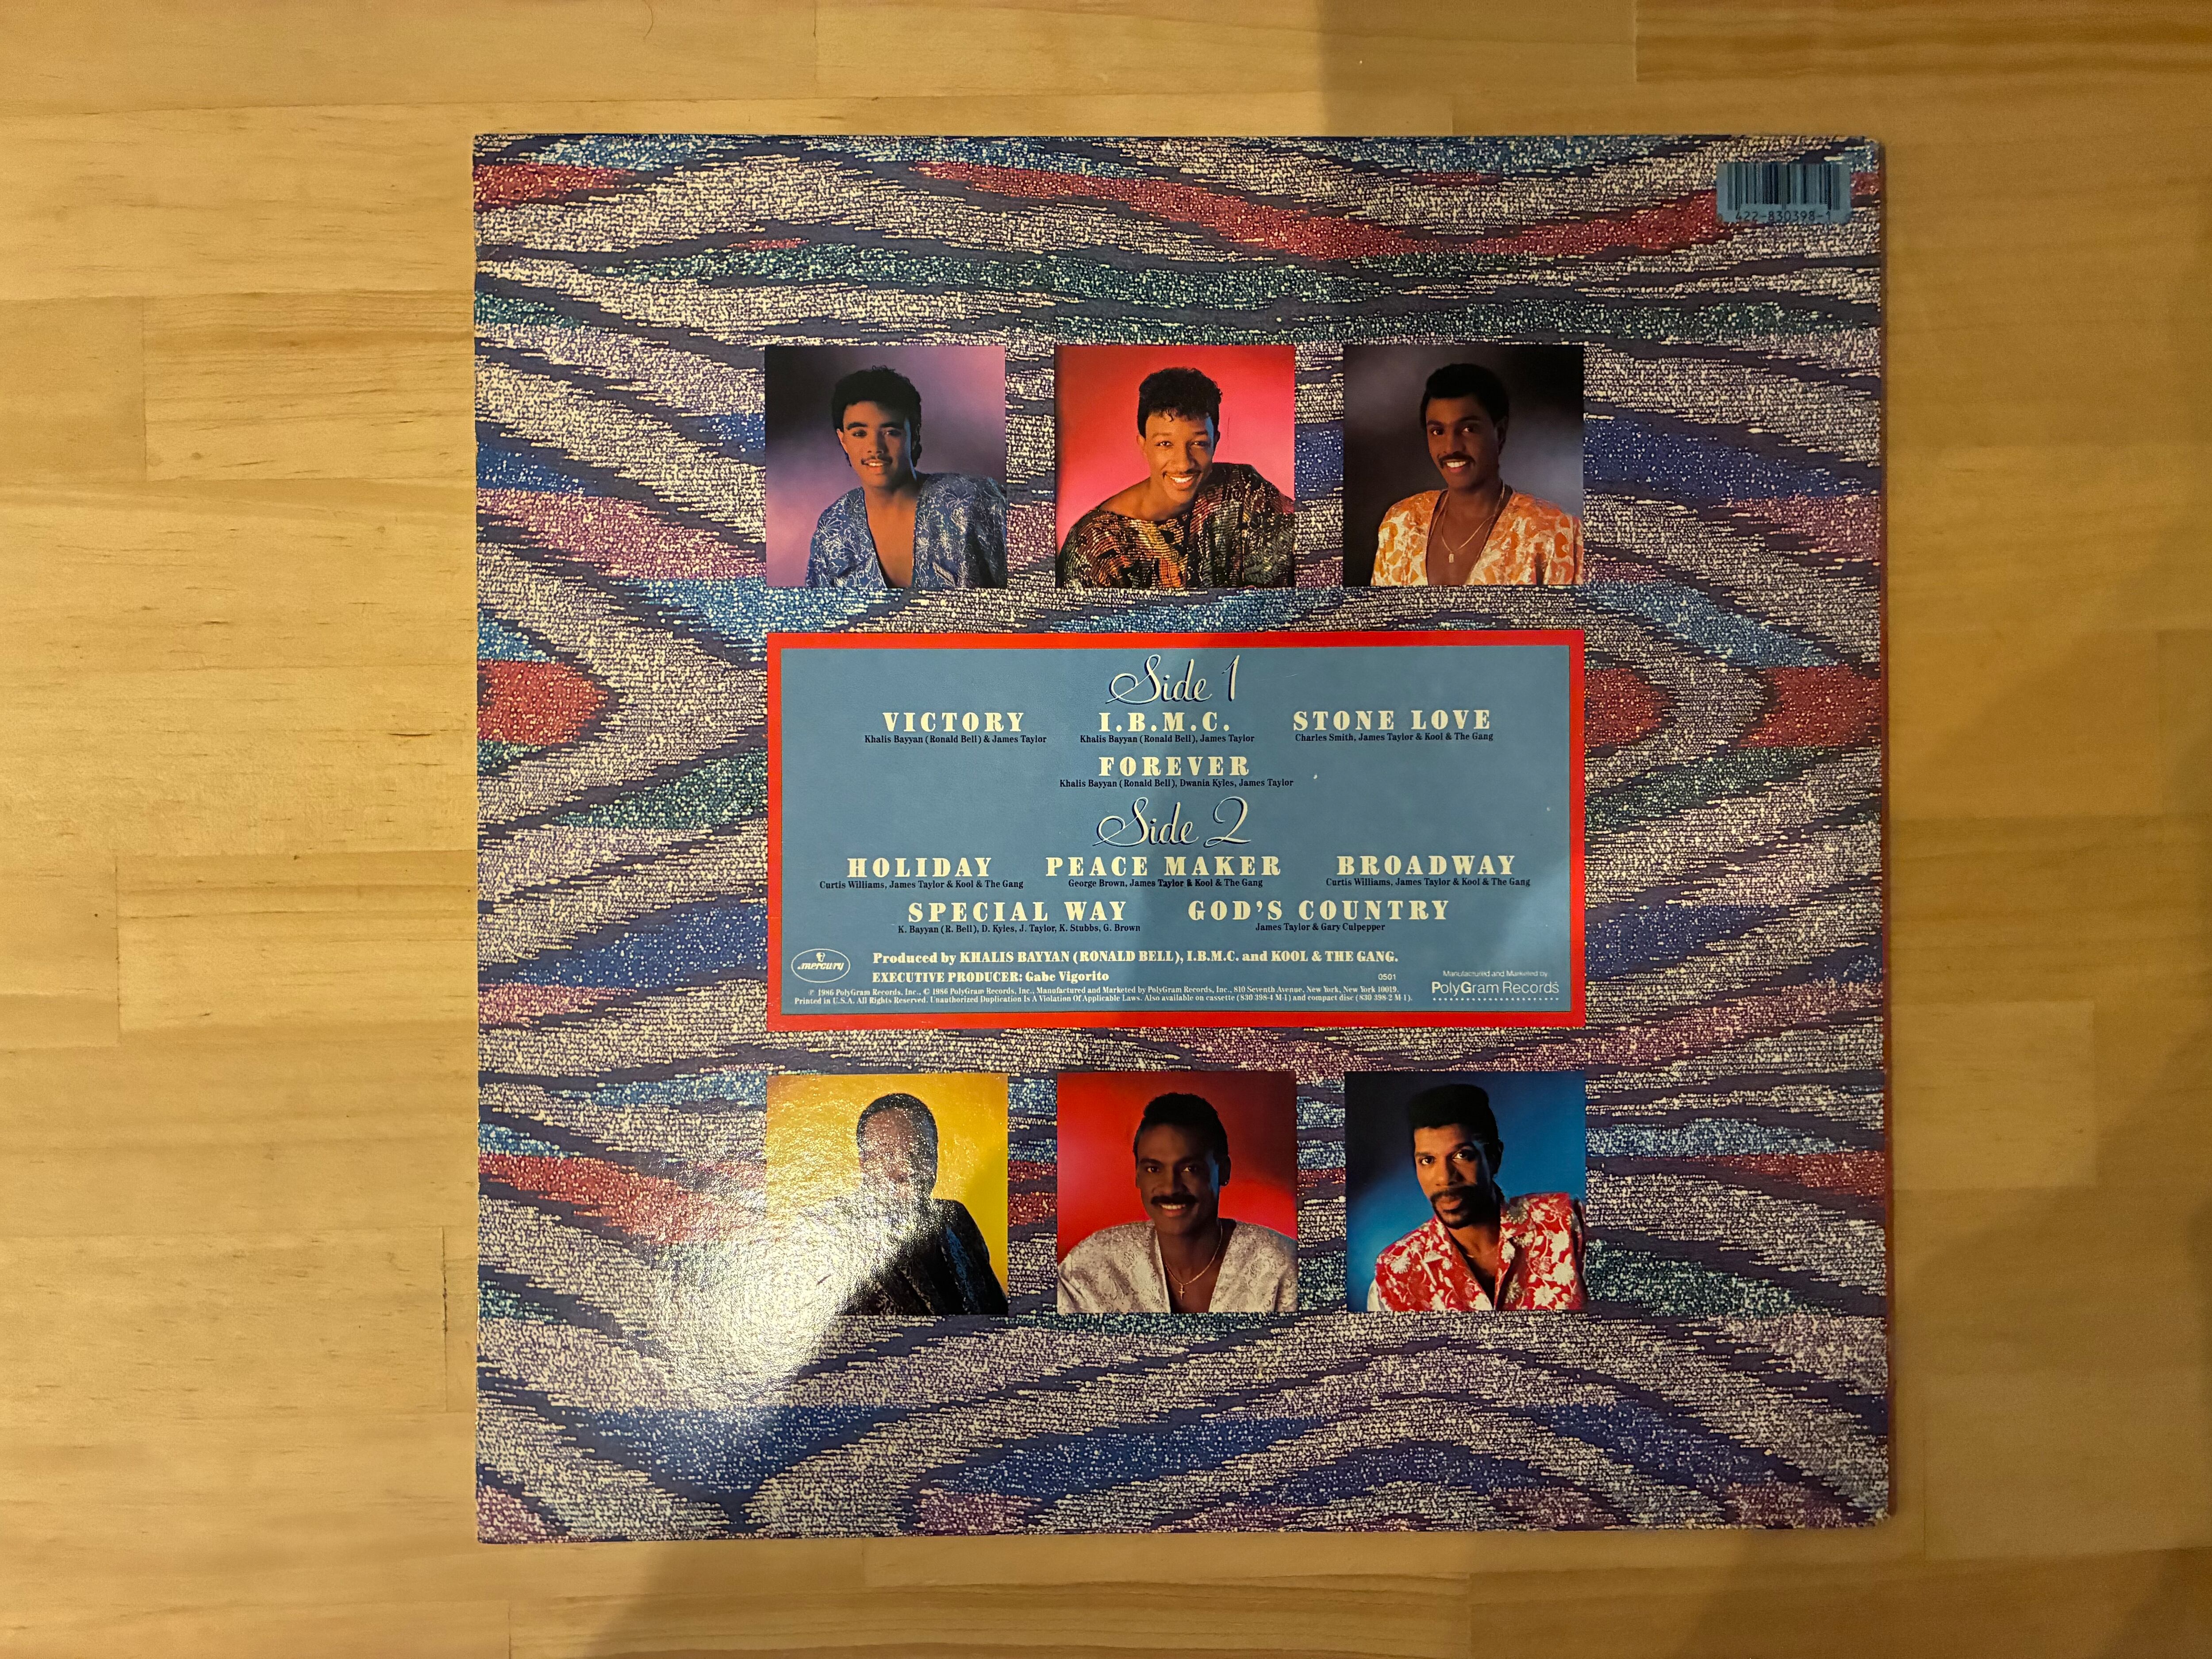 422-830398-1
Side 1
VICTORY I.B.M.C. STONE LOVE
Khalis Bayyan (Ronald Bell) & James Taylor Khalis Bayyan (Ronald Bell), James Taylor Charles Smith, James Taylor & Kool & The Gang
FOREVER
Khalis Bayyan (Ronald Bell), Dwania Kyles, James Taylor
Side 2
HOLIDAY PEACE MAKER BROADWAY
Curtis Williams, James Taylor & Kool & The Gang George Brown, James Taylor & Kool & The Gang Curtis Williams, James Taylor & Kool & The Gang
SPECIAL WAY GOD'S COUNTRY
K. Bayyan (R. Bell), D. Kyles, J. Taylor, K. Stubbs, G. Brown James Taylor & Gary Culpepper
mercury
Produced by KHALIS BAYYAN (RONALD BELL), I.B.M.C. and KOOL & THE GANG.
EXECUTIVE PRODUCER: Gabe Vigorito
0501
℗ 1986 PolyGram Records, Inc., © 1986 PolyGram Records, Inc., Manufactured and Marketed by PolyGram Records, Inc., 810 Seventh Avenue, New York, New York 10019.
Printed in U.S.A. All Rights Reserved. Unauthorized Duplication Is A Violation Of Applicable Laws. Also available on cassette (830 398-4 M-1) and compact disc (830 398-2 M-1).
Manufactured and Marketed by
PolyGram Records